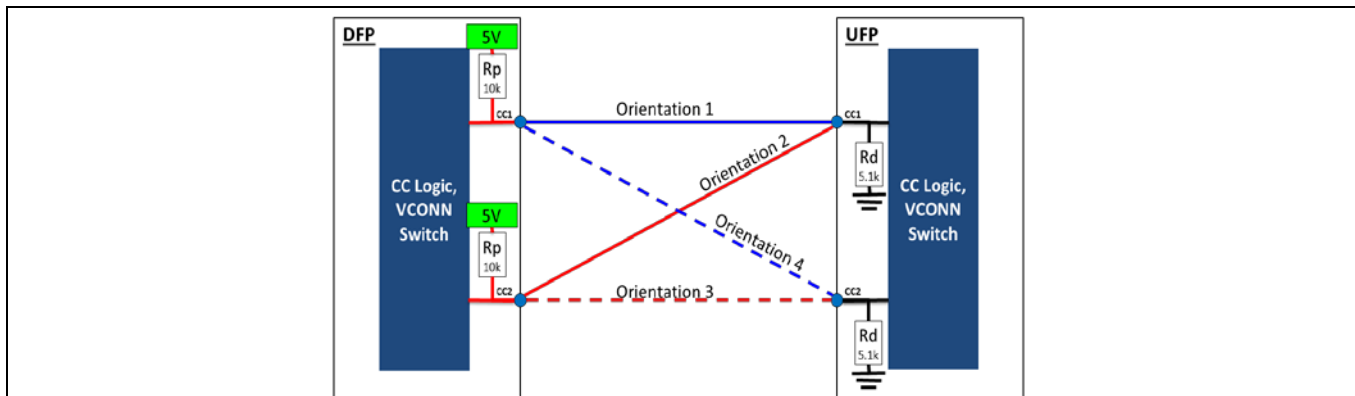 DFP
5V
Rp
10k
CC1
CC Logic,
VCONN
Switch
5V
Rp
10k
CC2
Orientation 1
Orientation 2
Orientation 4
Orientation 3
UFP
CC1
Rd
5.1k
CC Logic,
VCONN
Switch
CC2
Rd
5.1k